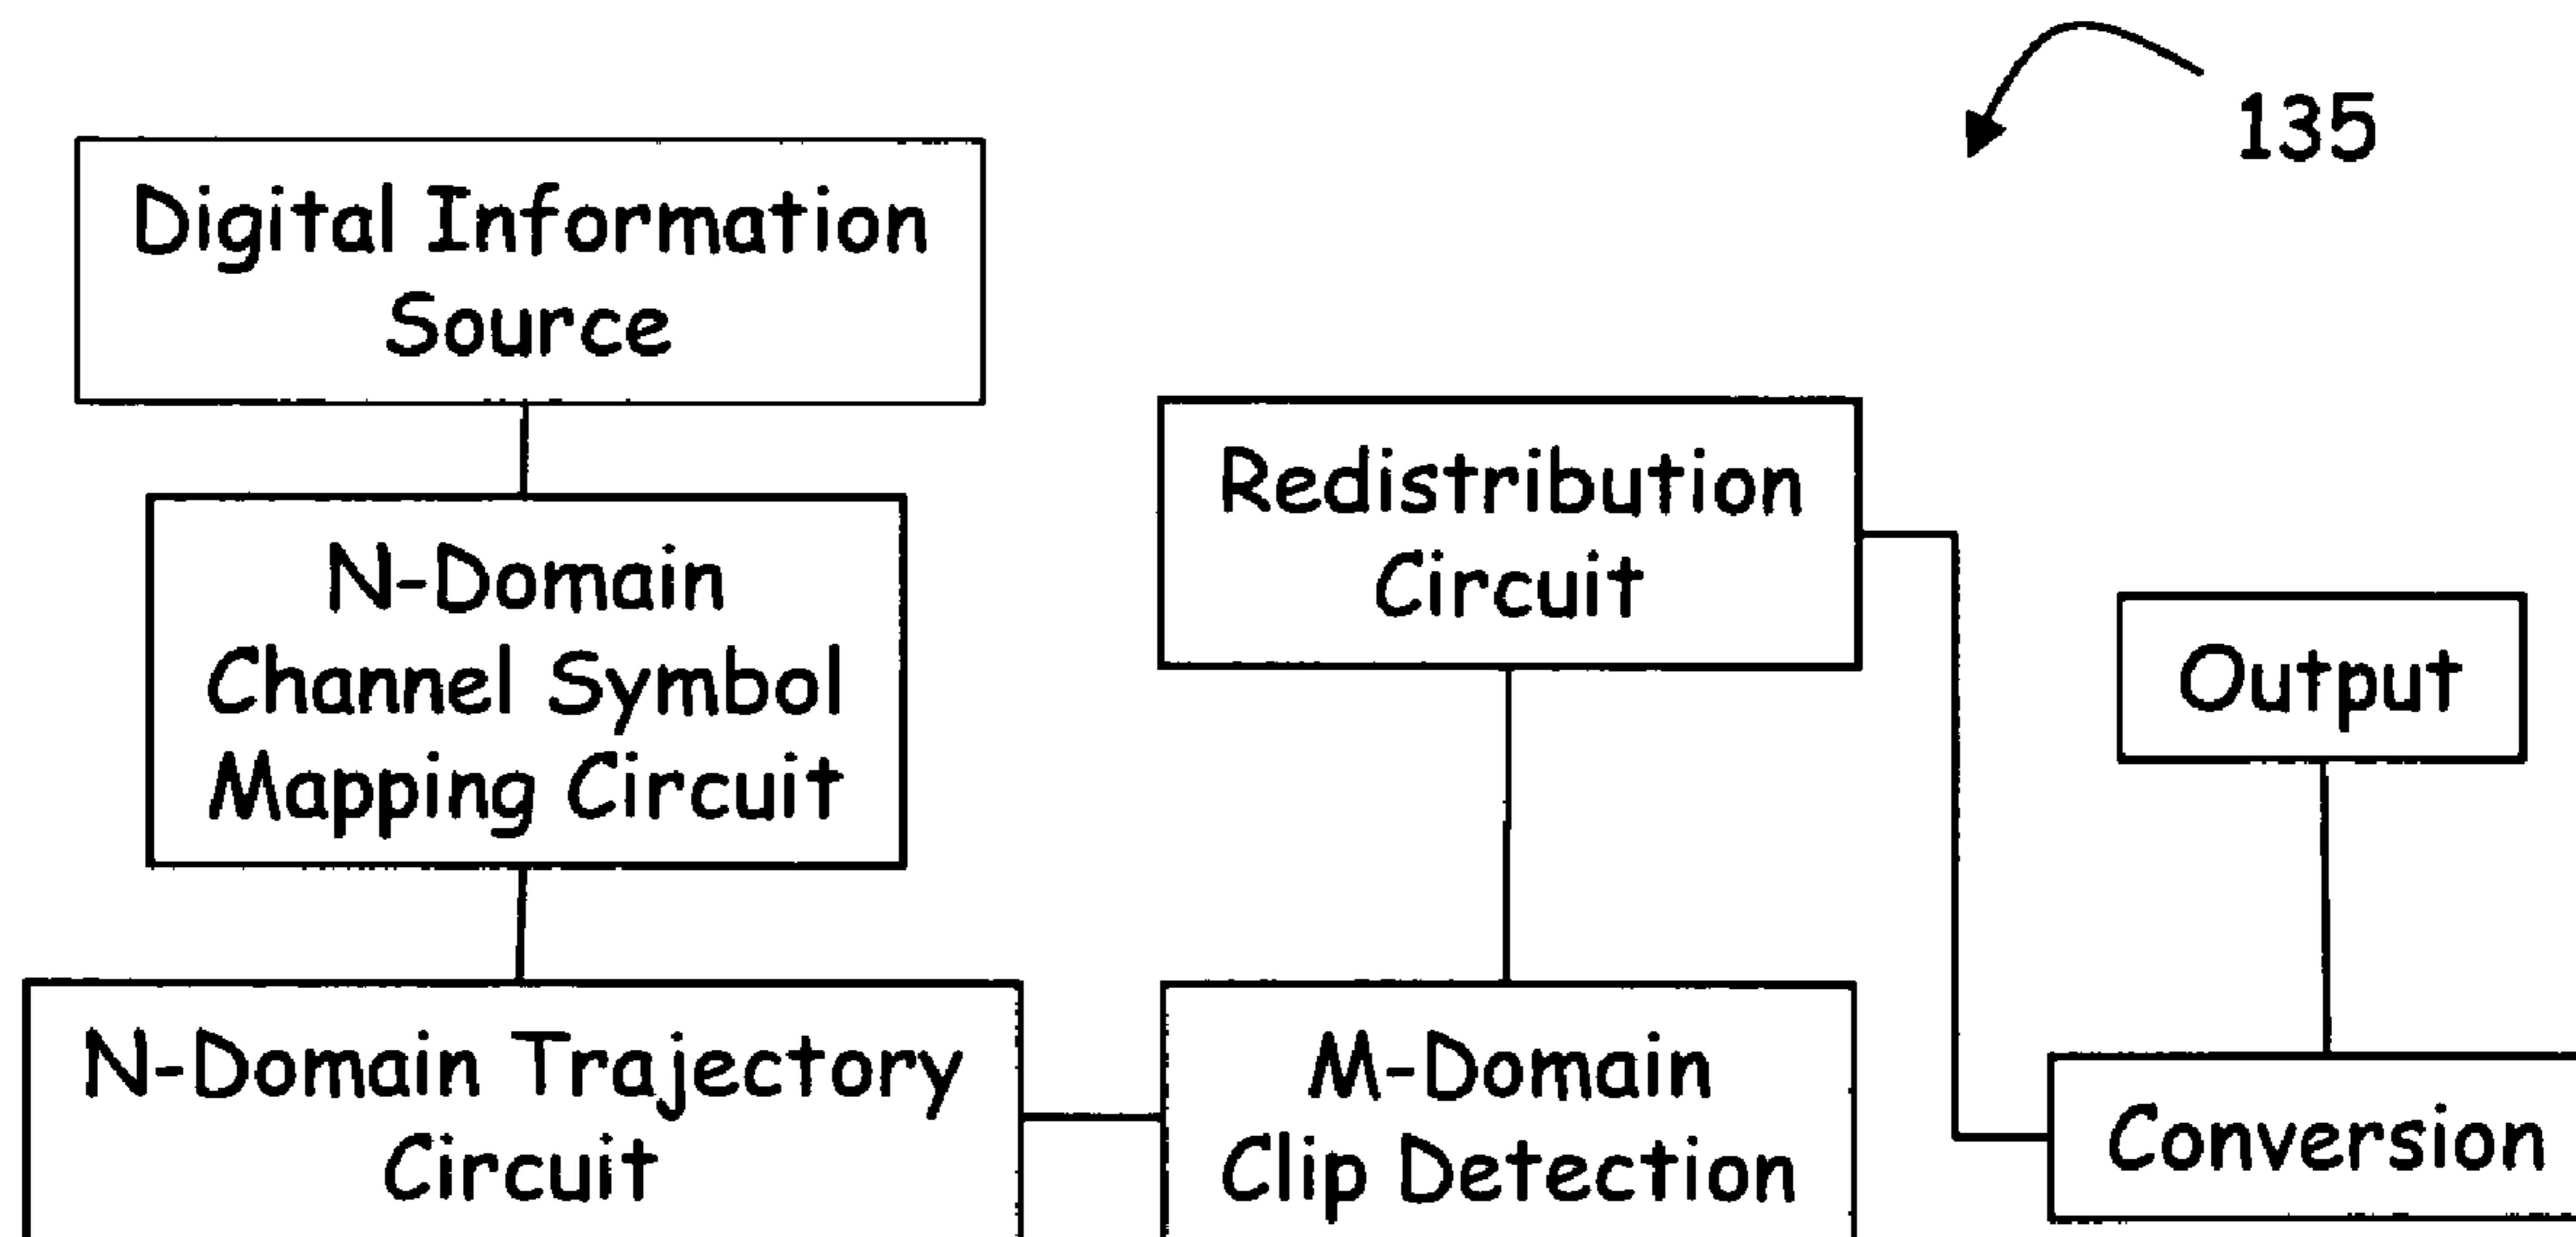 135
Digital Information
Source
N-Domain
Channel Symbol
Mapping Circuit
N-Domain Trajectory
Circuit
Redistribution
Circuit
M-Domain
Clip Detection
Output
Conversion